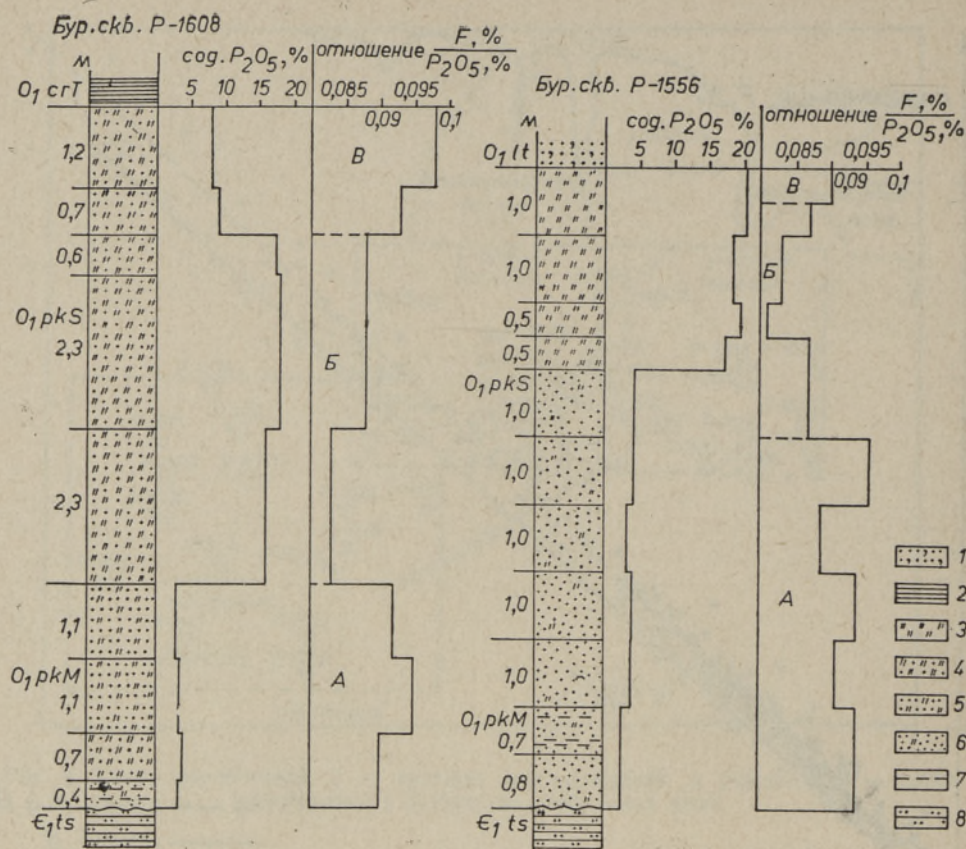 Бур.скв. Р-1608
м
сод. P₂O₅, %
отношение F, % / P₂O₅, %
5 10 15 20
0,085 0,095
0,09 0,1
O₁ crT
1,2
0,7
0,6
O₁ pkS
2,3
2,3
1,1
O₁ pkM
1,1
0,7
0,4
Є₁ ts
В
Б
А
Бур.скв. Р-1556
м
сод. P₂O₅ %
отношение F, % / P₂O₅, %
5 10 15 20
0,085 0,095
0,09 0,1
O₁ lt
1,0
1,0
0,5
0,5
O₁ pkS
1,0
1,0
1,0
1,0
1,0
O₁ pkM
0,7
0,8
Є₁ ts
В
Б
А
1
2
3
4
5
6
7
8